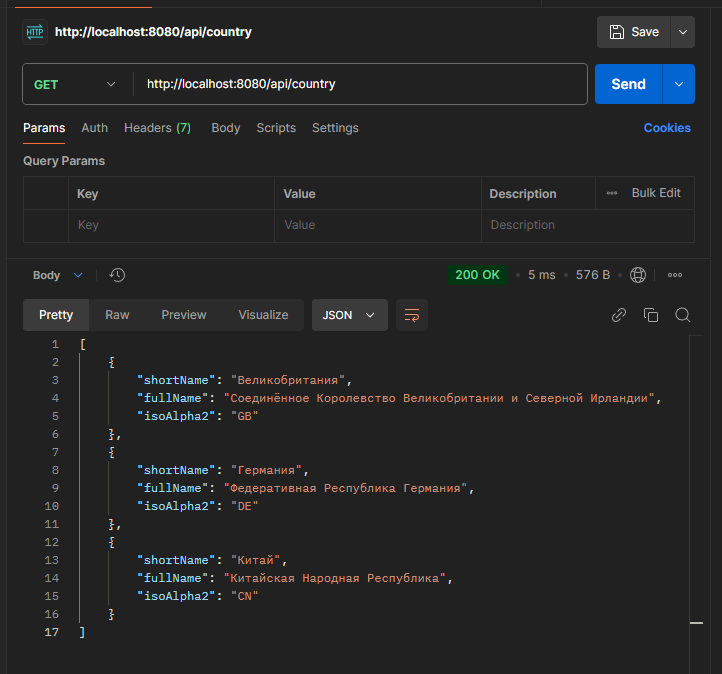 HTTP http://localhost:8080/api/country Save
GET http://localhost:8080/api/country Send
Params Auth Headers (7) Body Scripts Settings Cookies
Query Params
Key Value Description ••• Bulk Edit
Key Value Description
Body 200 OK • 5 ms • 576 B •
Pretty Raw Preview Visualize JSON
1 [
2 {
3 "shortName": "Великобритания",
4 "fullName": "Соединённое Королевство Великобритании и Северной Ирландии",
5 "isoAlpha2": "GB"
6 },
7 {
8 "shortName": "Германия",
9 "fullName": "Федеративная Республика Германия",
10 "isoAlpha2": "DE"
11 },
12 {
13 "shortName": "Китай",
14 "fullName": "Китайская Народная Республика",
15 "isoAlpha2": "CN"
16 }
17 ]